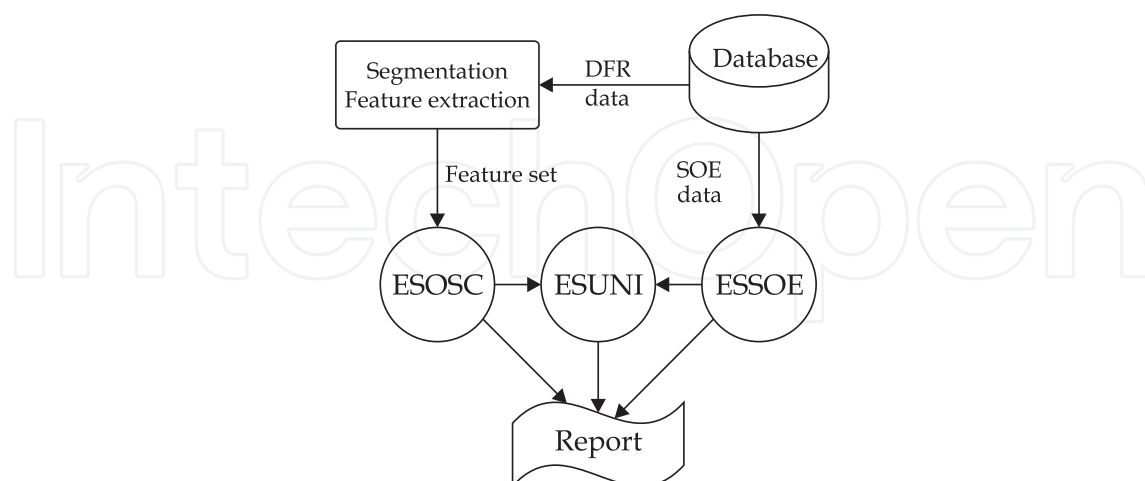 Database
Segmentation
Feature extraction
DFR
data
Feature set
SOE
data
IntechOpen
ESOSC
ESUNI
ESSOE
Report